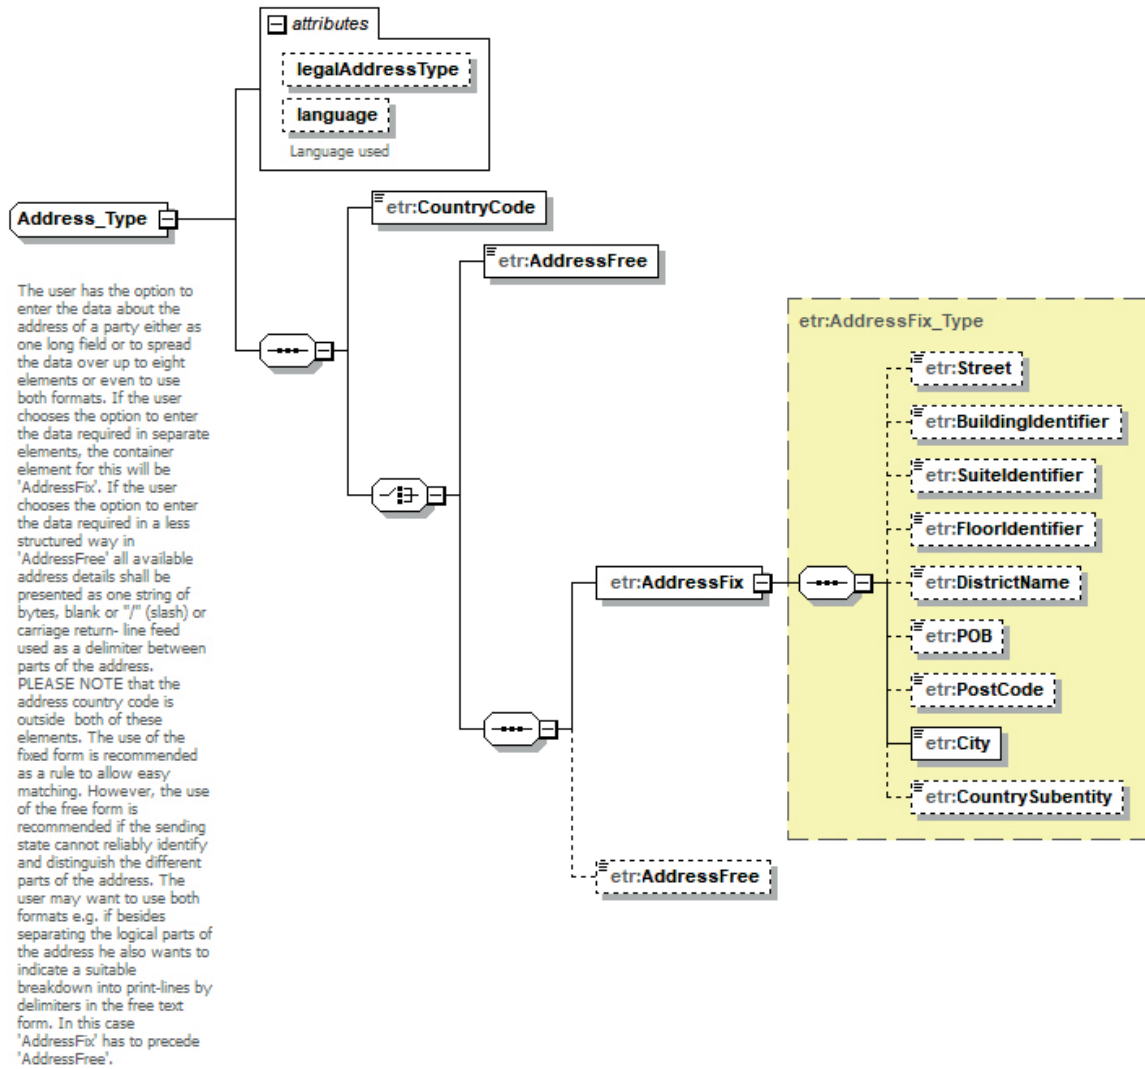 attributes
legalAddressType
language
Language used
Address_Type
etr:CountryCode
etr:AddressFree
The user has the option to
enter the data about the
address of a party either as
one long field or to spread
the data over up to eight
elements or even to use
both formats. If the user
chooses the option to enter
the data required in separate
elements, the container
element for this will be
'AddressFix'. If the user
chooses the option to enter
the data required in a less
structured way in
'AddressFree' all available
address details shall be
presented as one string of
bytes, blank or "/" (slash) or
carriage return- line feed
used as a delimiter between
parts of the address.
PLEASE NOTE that the
address country code is
outside  both of these
elements. The use of the
fixed form is recommended
as a rule to allow easy
matching. However, the use
of the free form is
recommended if the sending
state cannot reliably identify
and distinguish the different
parts of the address. The
user may want to use both
formats e.g. if besides
separating the logical parts of
the address he also wants to
indicate a suitable
breakdown into print-lines by
delimiters in the free text
form. In this case
'AddressFix' has to precede
'AddressFree'.
etr:AddressFix
etr:AddressFix_Type
etr:Street
etr:BuildingIdentifier
etr:SuiteIdentifier
etr:FloorIdentifier
etr:DistrictName
etr:POB
etr:PostCode
etr:City
etr:CountrySubentity
etr:AddressFree